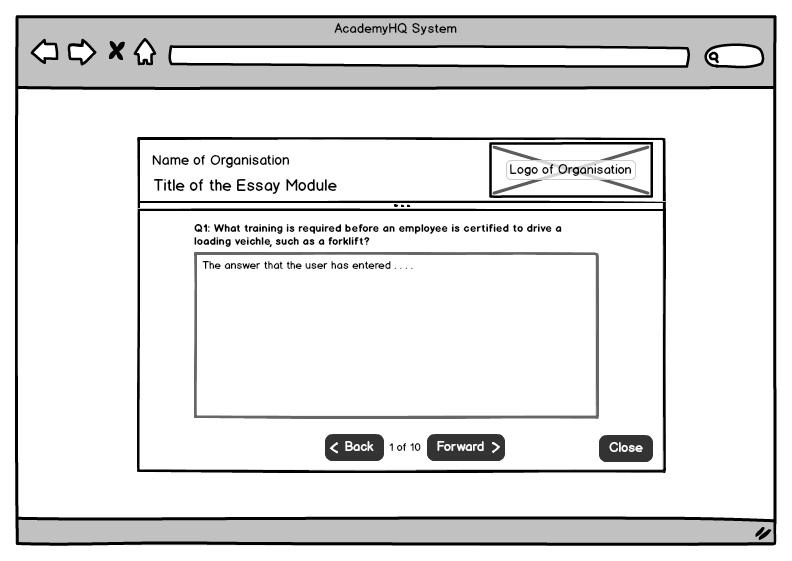 AcademyHQ System
Name of Organisation
Logo of Organisation
Title of the Essay Module
Q1: What training is required before an employee is certified to drive a
loading veichle, such as a forklift?
The answer that the user has entered . . . .
Back
1 of 10
Forward
Close